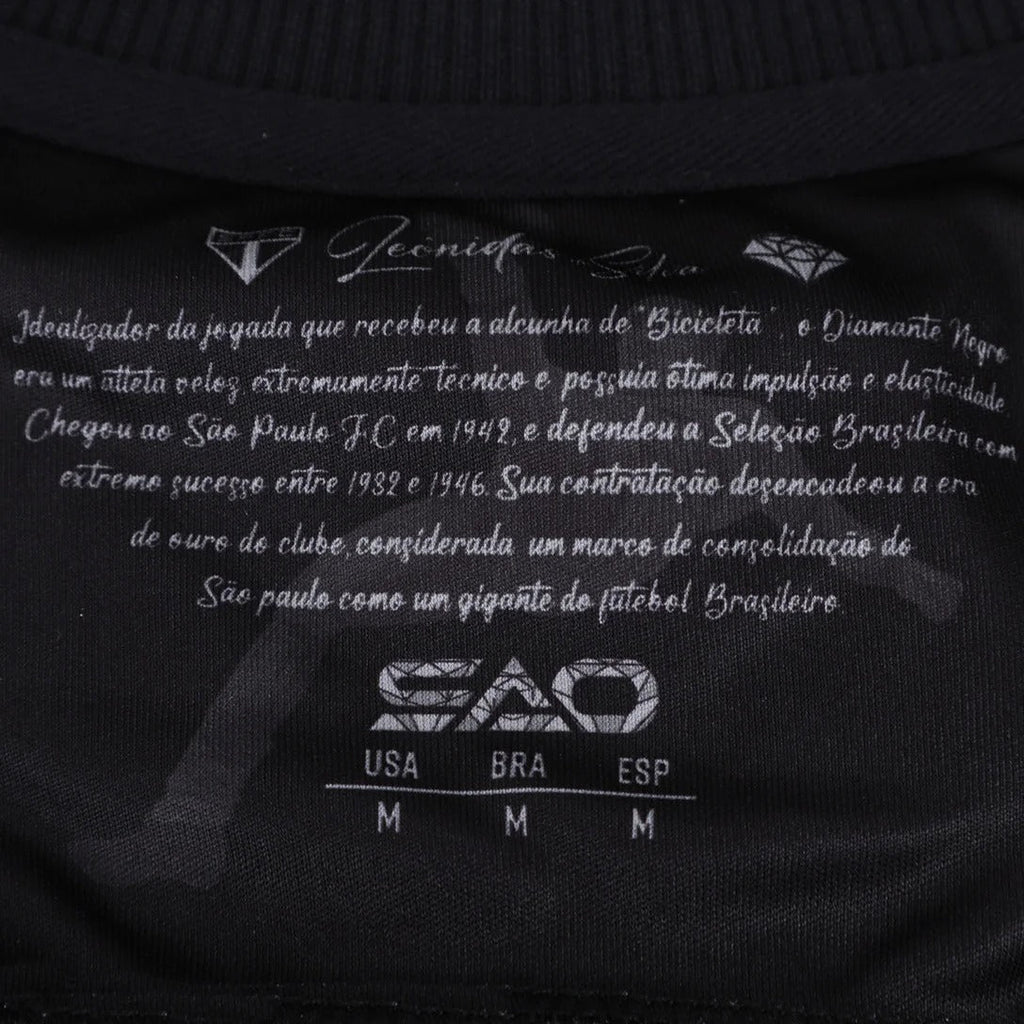 Leônidas da Silva
Idealizador da jogada que recebeu a alcunha de "Bicicleta", o Diamante Negro
era um atleta veloz, extremamente técnico e possuia ótima impulsão e elasticidade.
Chegou ao São Paulo F.C em 1942, e defendeu a Seleção Brasileira com
extremo sucesso entre 1932 e 1946. Sua contratação desencadeou a era
de ouro do clube, considerada um marco de consolidação do
São paulo como um gigante do futebol Brasileiro.
SAO
USA BRA ESP
M M M